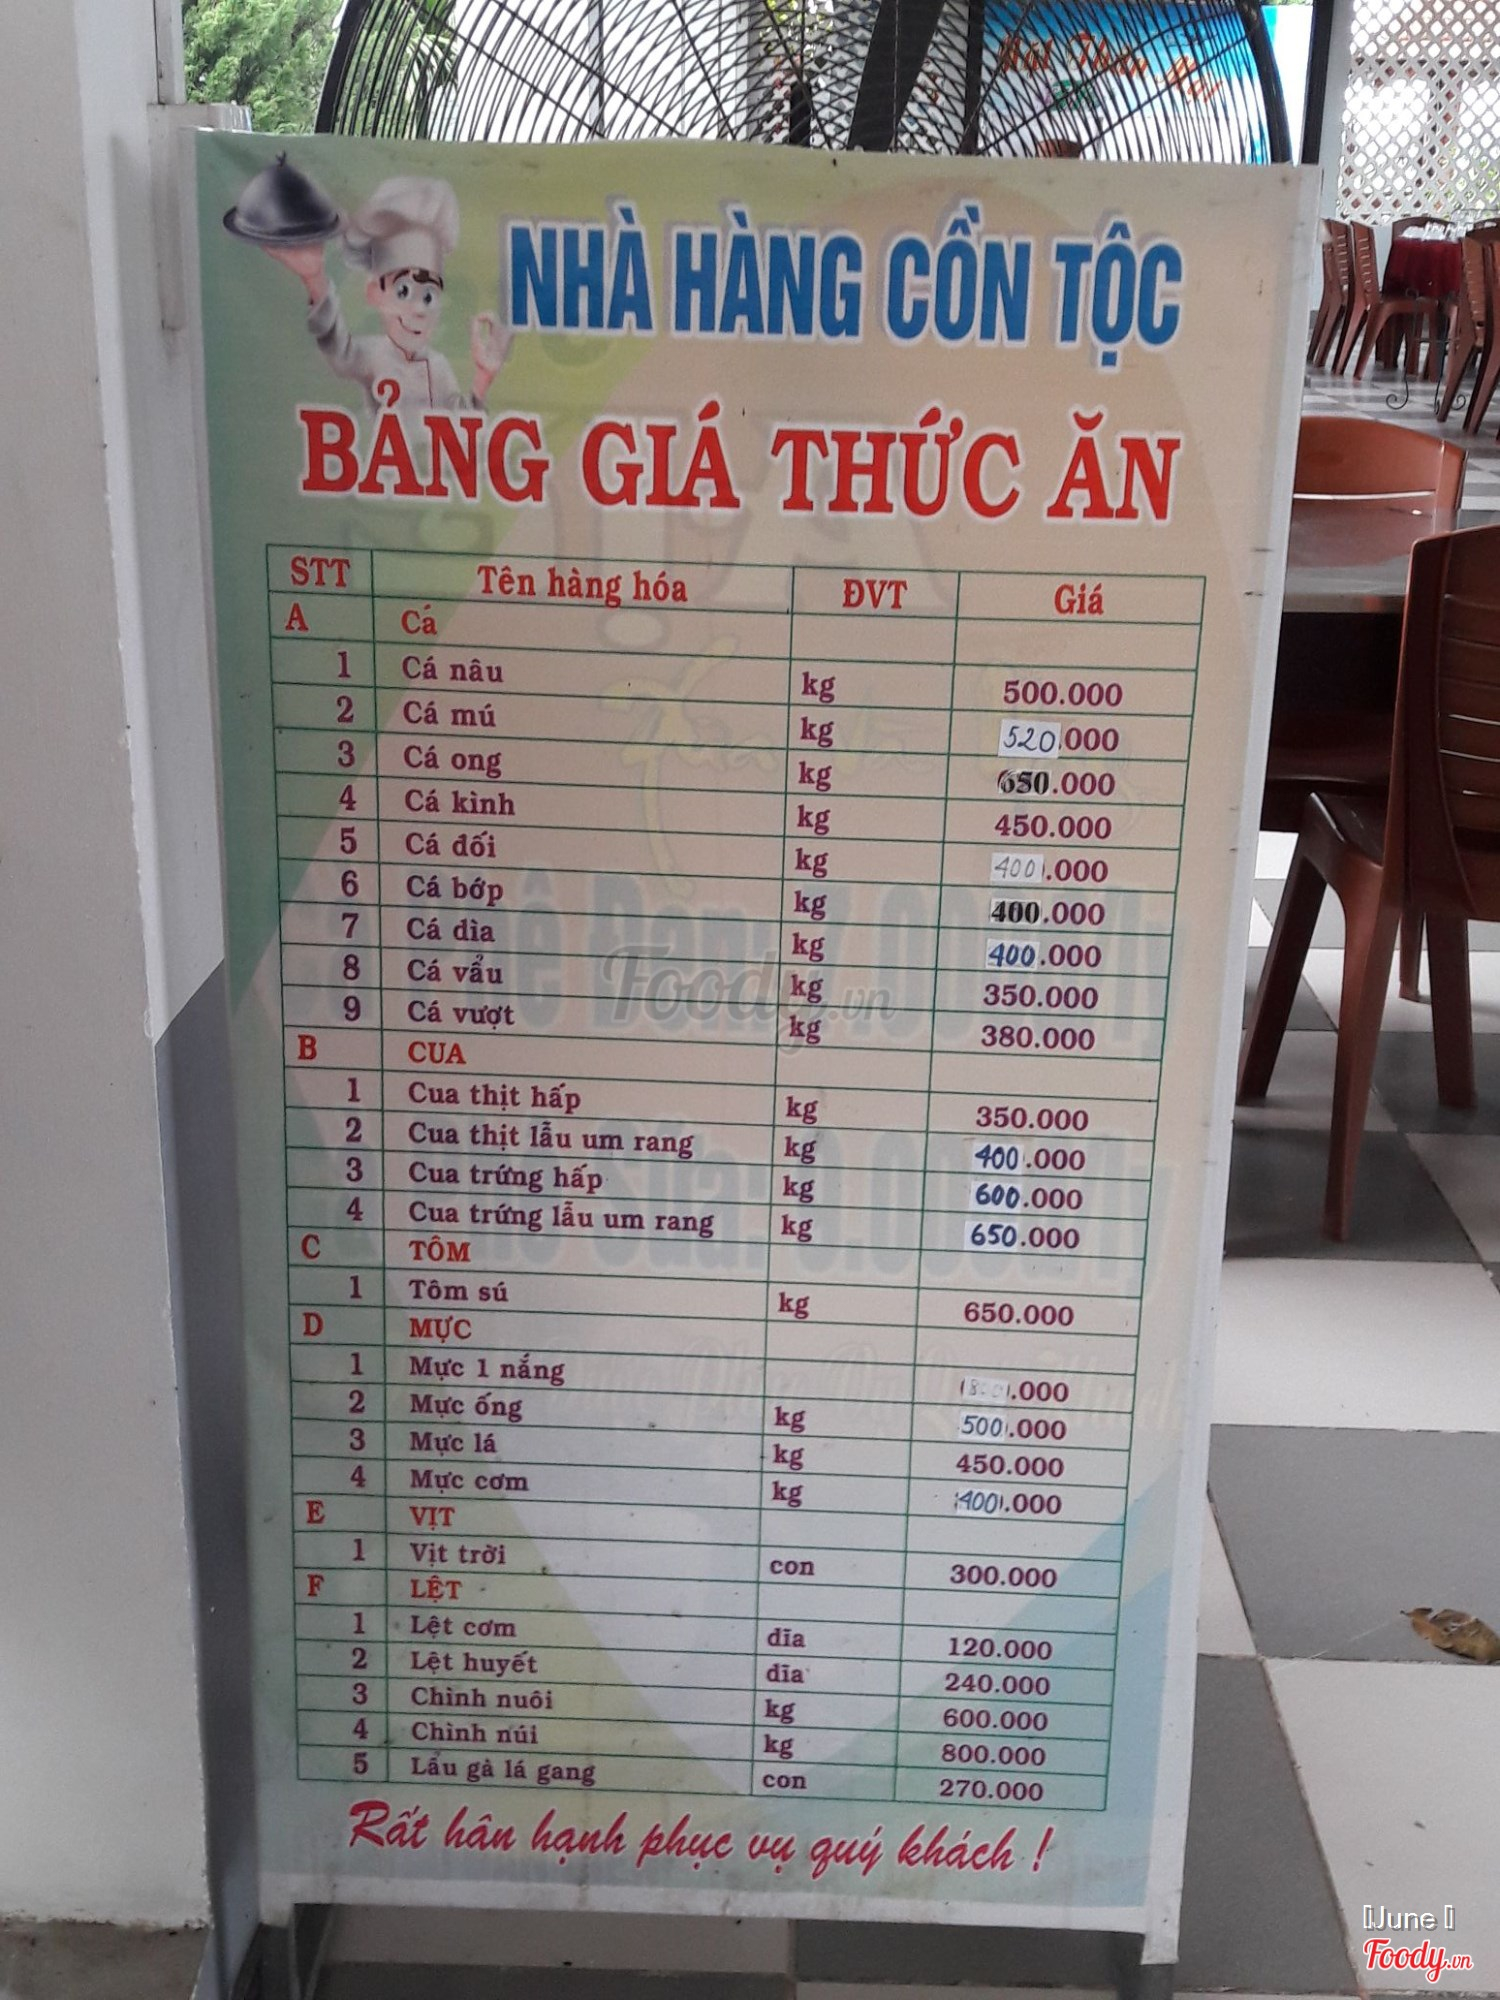 Thân
NHÀ HÀNG CỒN TỘC
BẢNG GIÁ THỨC ĂN
STT Tên hàng hóa ĐVT Giá
A Cá
1 Cá nâu kg 500.000
2 Cá mú kg 520.000
3 Cá ong kg 650.000
4 Cá kình kg 450.000
5 Cá đối kg 400.000
6 Cá bớp kg 400.000
7 Cá dìa kg 400.000
8 Cá vẩu kg 350.000
9 Cá vượt kg 380.000
B CUA
1 Cua thịt hấp kg 350.000
2 Cua thịt lẩu um rang kg 400.000
3 Cua trứng hấp kg 600.000
4 Cua trứng lẩu um rang kg 650.000
C TÔM
1 Tôm sú kg 650.000
D MỰC
1 Mực 1 nắng .000
2 Mực ống kg 500.000
3 Mực lá kg 450.000
4 Mực cơm kg 400.000
E VỊT
1 Vịt trời con 300.000
F LỆT
1 Lệt cơm dĩa 120.000
2 Lệt huyết dĩa 240.000
3 Chình nuôi kg 600.000
4 Chình núi kg 800.000
5 Lẩu gà lá gang con 270.000
Rất hân hạnh phục vụ quý khách !
Foody.vn
June
Foody.vn